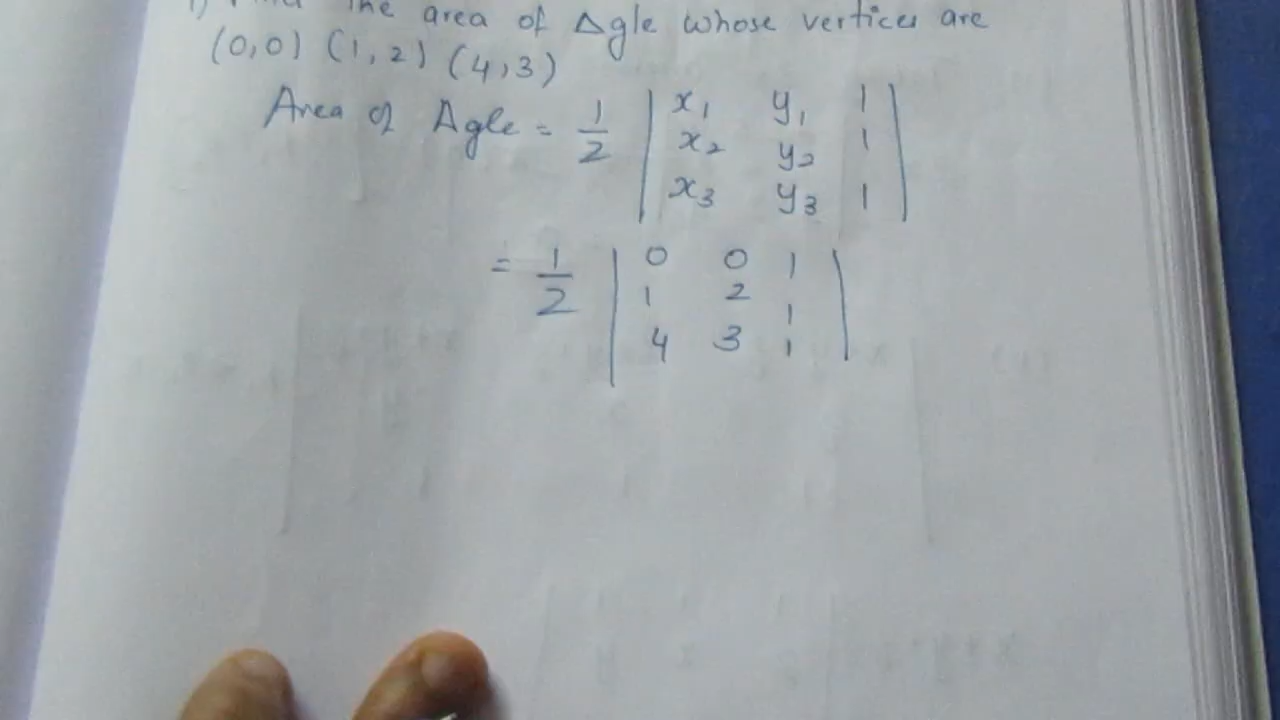 the area of Δgle whose vertices are
(0,0) (1,2) (4,3)
Area of Δgle = 1/2 | x₁ y₁ 1 |
| x₂ y₂ 1 |
| x₃ y₃ 1 |
= 1/2 | 0 0 1 |
| 1 2 1 |
| 4 3 1 |